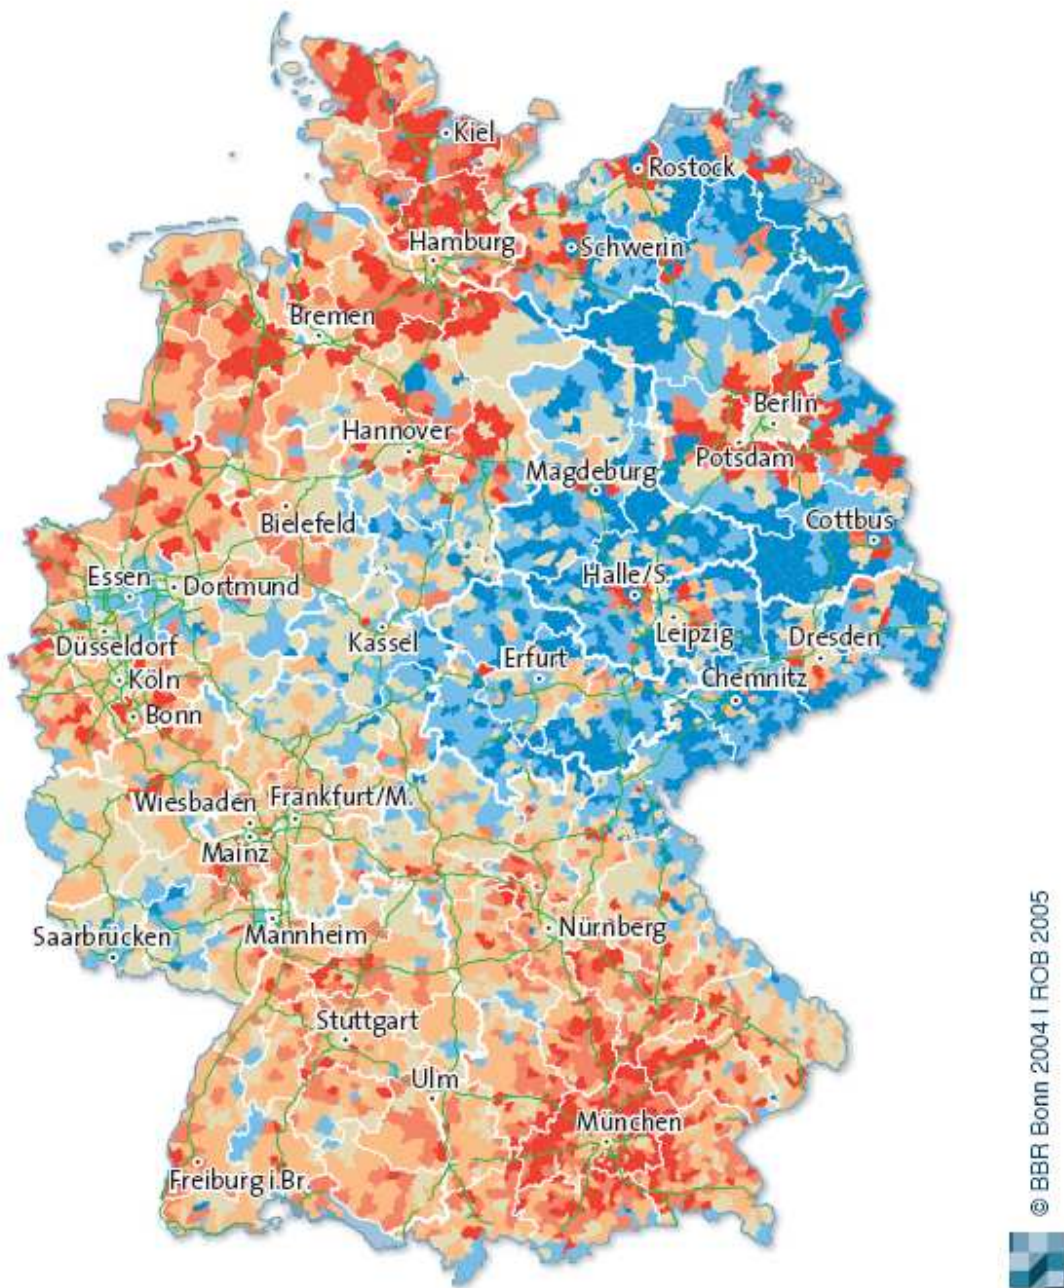 Kiel
Rostock
Hamburg
Schwerin
Bremen
Berlin
Hannover
Potsdam
Magdeburg
Bielefeld
Cottbus
Essen
Dortmund
Halle/S.
Düsseldorf
Kassel
Leipzig
Dresden
Erfurt
Köln
Chemnitz
Bonn
Wiesbaden
Frankfurt/M.
Mainz
Saarbrücken
Mannheim
Nürnberg
Stuttgart
Ulm
München
Freiburg i.Br.
© BBR Bonn 2004 I ROB 2005